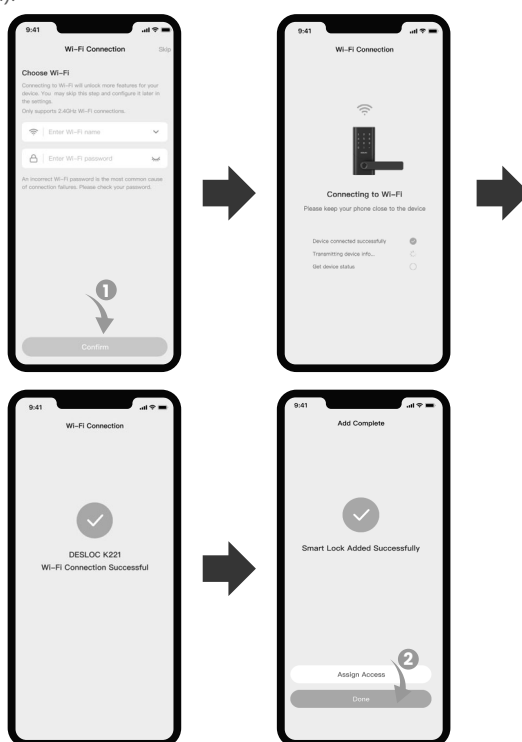 9:41
Wi-Fi Connection
Skip
Choose Wi-Fi
Connecting to Wi-Fi will unlock more features for your
device. You may skip this step and configure it later in
the settings.
Only supports 2.4GHz Wi-Fi connections.
Enter Wi-Fi name
Enter Wi-Fi password
An incorrect Wi-Fi password is the most common cause
of connection failures. Please check your password.
1
Confirm
9:41
Wi-Fi Connection
Connecting to Wi-Fi
Please keep your phone close to the device
Device connected successfully
Transmitting device info...
Get device status
9:41
Wi-Fi Connection
DESLOC K221
Wi-Fi Connection Successful
9:41
Add Complete
Smart Lock Added Successfully
Assign Access
2
Done